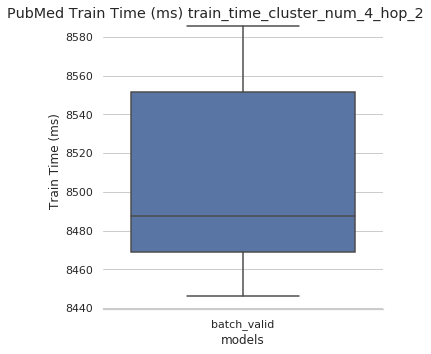 PubMed Train Time (ms) train_time_cluster_num_4_hop_2
8580
8560
8540
8520
8500
8480
8460
8440
Train Time (ms)
batch_valid
models